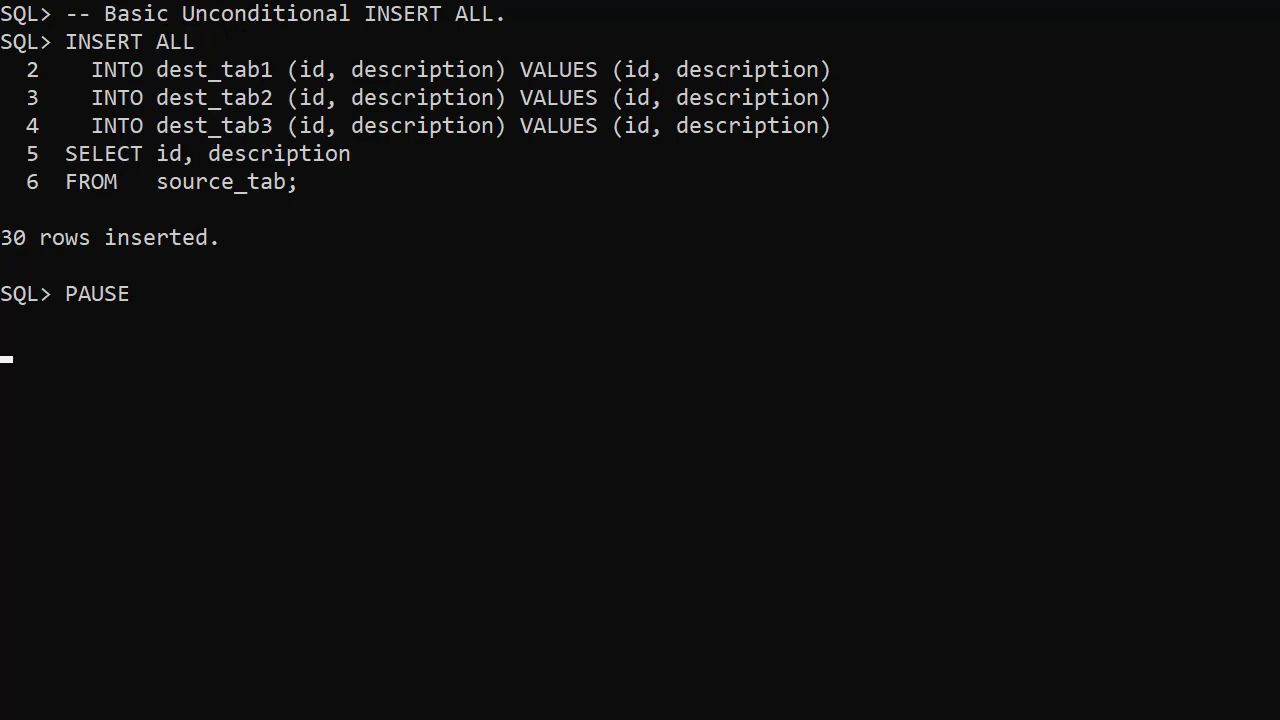 SQL> -- Basic Unconditional INSERT ALL.
SQL> INSERT ALL
  2    INTO dest_tab1 (id, description) VALUES (id, description)
  3    INTO dest_tab2 (id, description) VALUES (id, description)
  4    INTO dest_tab3 (id, description) VALUES (id, description)
  5  SELECT id, description
  6  FROM   source_tab;
30 rows inserted.
SQL> PAUSE